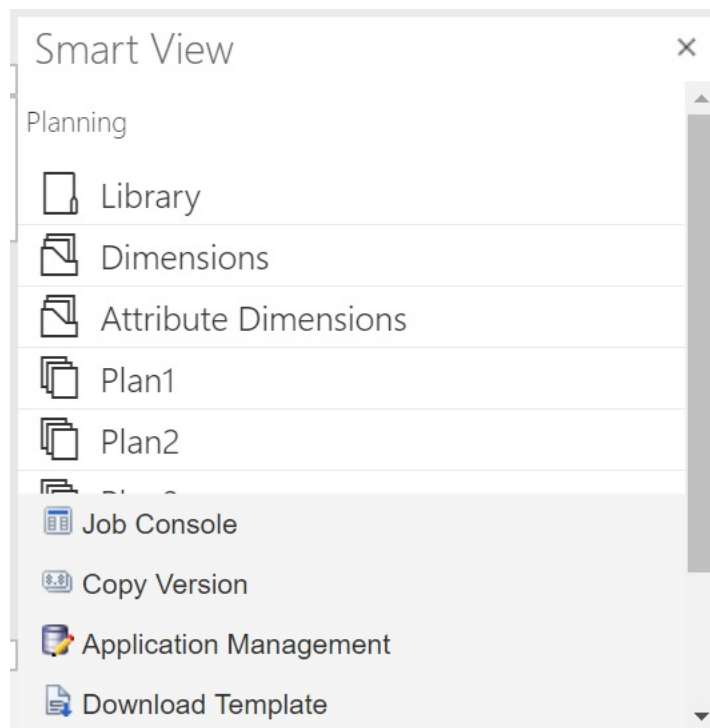 Smart View
Planning
Library
Dimensions
Attribute Dimensions
Plan1
Plan2
Job Console
Copy Version
Application Management
Download Template